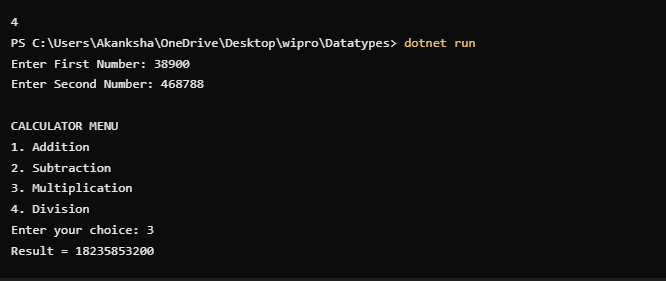 4
PS C:\Users\Akanksha\OneDrive\Desktop\wipro\Datatypes> dotnet run
Enter First Number: 38900
Enter Second Number: 468788
CALCULATOR MENU
1. Addition
2. Subtraction
3. Multiplication
4. Division
Enter your choice: 3
Result = 18235853200